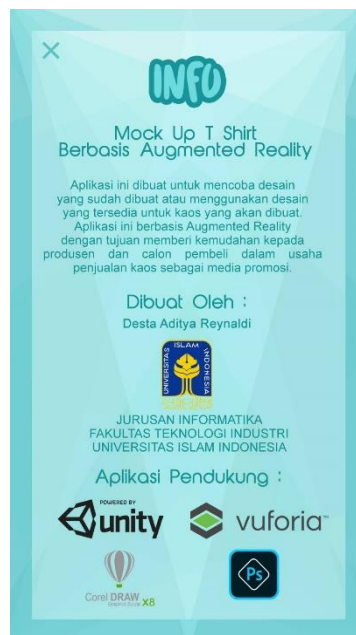 INFO
Mock Up T Shirt
Berbasis Augmented Reality
Aplikasi ini dibuat untuk mencoba desain
yang sudah dibuat atau menggunakan desain
yang tersedia untuk kaos yang akan dibuat.
Aplikasi ini berbasis Augmented Reality
dengan tujuan memberi kemudahan kepada
produsen dan calon pembeli dalam usaha
penjualan kaos sebagai media promosi.
Dibuat Oleh :
Desta Aditya Reynaldi
UNIVERSITAS ISLAM INDONESIA
JURUSAN INFORMATIKA
FAKULTAS TEKNOLOGI INDUSTRI
UNIVERSITAS ISLAM INDONESIA
Aplikasi Pendukung :
POWERED BY
unity
vuforia™
Corel DRAW X8
Ps